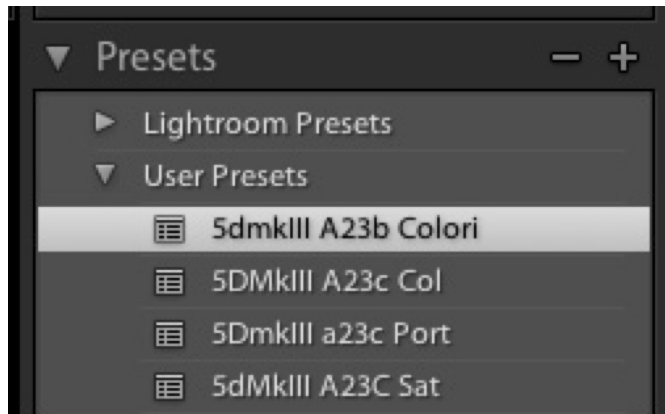 Presets
Lightroom Presets
User Presets
5dmkIII A23b Colori
5DMkIII A23c Col
5DmkIII a23c Port
5dMkIII A23C Sat